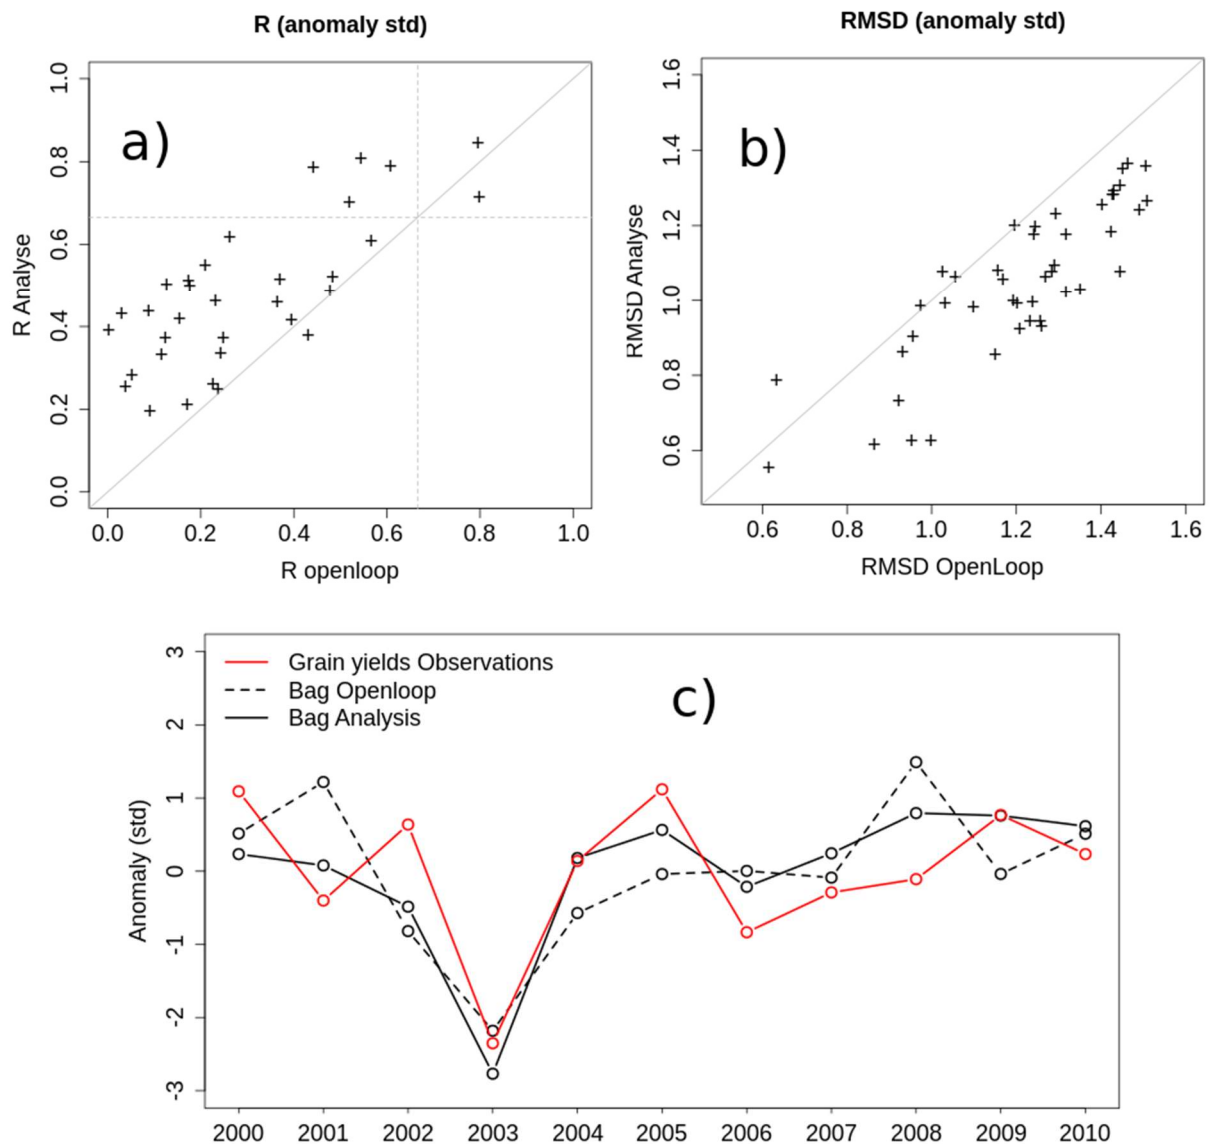 R (anomaly std)
a)
R Analyse
1.0
0.8
0.6
0.4
0.2
0.0
0.0 0.2 0.4 0.6 0.8 1.0
R openloop
RMSD (anomaly std)
b)
RMSD Analyse
1.6
1.4
1.2
1.0
0.8
0.6
0.6 0.8 1.0 1.2 1.4 1.6
RMSD OpenLoop
Grain yields Observations
Bag Openloop
Bag Analysis
c)
Anomaly (std)
3
2
1
0
-1
-2
-3
2000 2001 2002 2003 2004 2005 2006 2007 2008 2009 2010